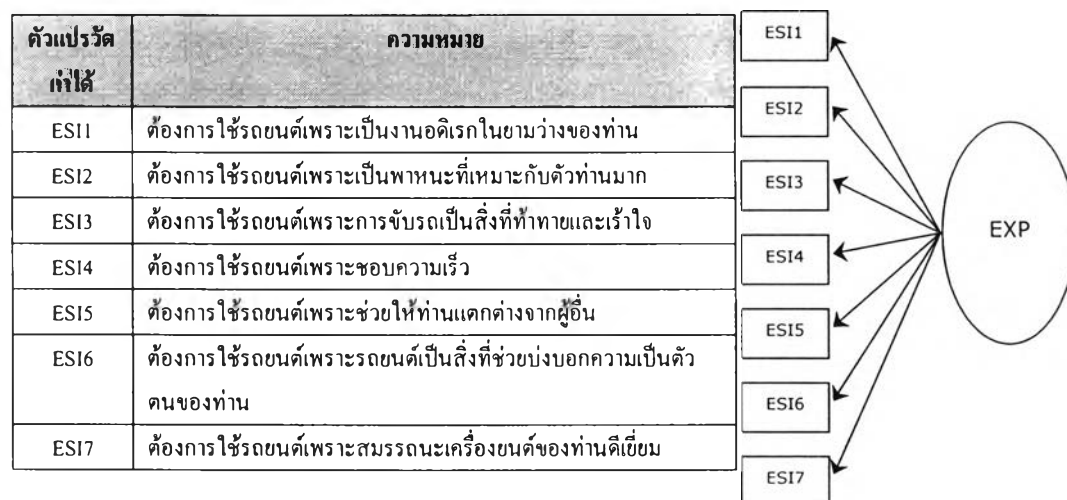 ตัวแปรวัด ความหมาย
ค่าได้
ESI1 ต้องการใช้รถยนต์เพราะเป็นงานอดิเรกในยามว่างของท่าน
ESI2 ต้องการใช้รถยนต์เพราะเป็นพาหนะที่เหมาะกับตัวท่านมาก
ESI3 ต้องการใช้รถยนต์เพราะการขับรถเป็นสิ่งที่ท้าทายและเร้าใจ
ESI4 ต้องการใช้รถยนต์เพราะชอบความเร็ว
ESI5 ต้องการใช้รถยนต์เพราะช่วยให้ท่านแตกต่างจากผู้อื่น
ESI6 ต้องการใช้รถยนต์เพราะรถยนต์เป็นสิ่งที่ช่วยบ่งบอกความเป็นตัว
ตนของท่าน
ESI7 ต้องการใช้รถยนต์เพราะสมรรถนะเครื่องยนต์ของท่านดีเยี่ยม
ESI1
ESI2
ESI3
ESI4
ESI5
ESI6
ESI7
EXP